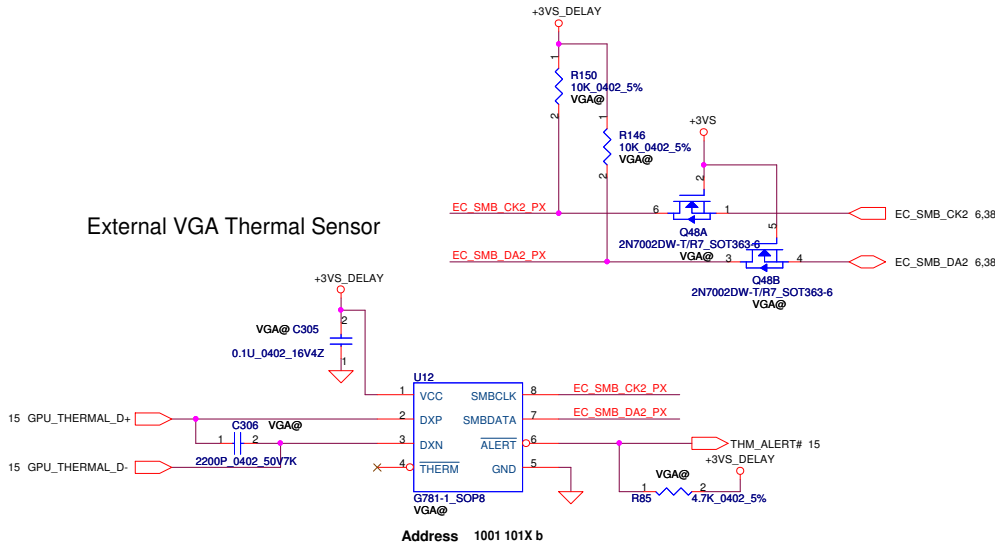 +3VS_DELAY
1
R150
10K_0402_5%
VGA@
2
+3VS
1
R146
10K_0402_5%
VGA@
2
2
5
EC_SMB_CK2_PX
6
1
EC_SMB_CK2 6,38
External VGA Thermal Sensor
Q48A
2N7002DW-T/R7_SOT363-6
VGA@
EC_SMB_DA2_PX
3
4
EC_SMB_DA2 6,38
Q48B
2N7002DW-T/R7_SOT363-6
VGA@
+3VS_DELAY
2
VGA@ C305
0.1U_0402_16V4Z
1
U12
1 VCC SMBCLK 8 EC_SMB_CK2_PX
15 GPU_THERMAL_D+
2 DXP SMBDATA 7 EC_SMB_DA2_PX
C306 VGA@
1 2
3 DXN ALERT 6
THM_ALERT# 15
2200P_0402_50V7K
15 GPU_THERMAL_D-
4 THERM GND 5
+3VS_DELAY
VGA@
1 2
R85 4.7K_0402_5%
G781-1_SOP8
VGA@
Address 1001 101X b